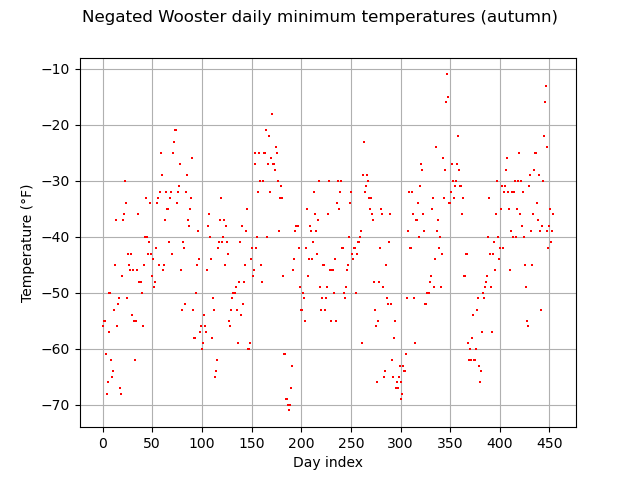 Negated Wooster daily minimum temperatures (autumn)
−10
−20
−30
−40
−50
−60
−70
Temperature (°F)
0 50 100 150 200 250 300 350 400 450
Day index